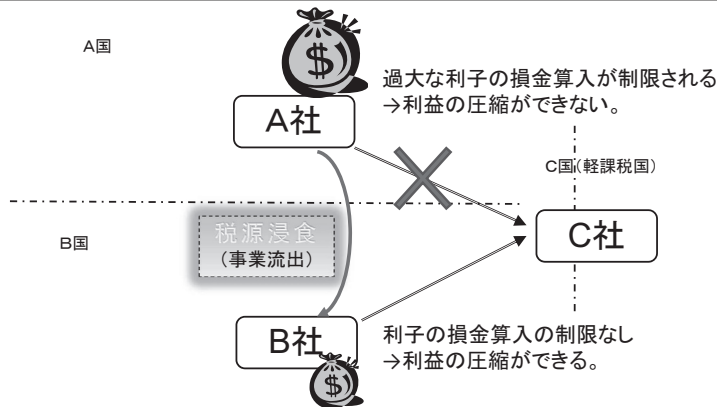 A国
過大な利子の損金算入が制限される
→利益の圧縮ができない。
A社
C国(軽課税国)
税源浸食
(事業流出)
B国
C社
B社
利子の損金算入の制限なし
→利益の圧縮ができる。